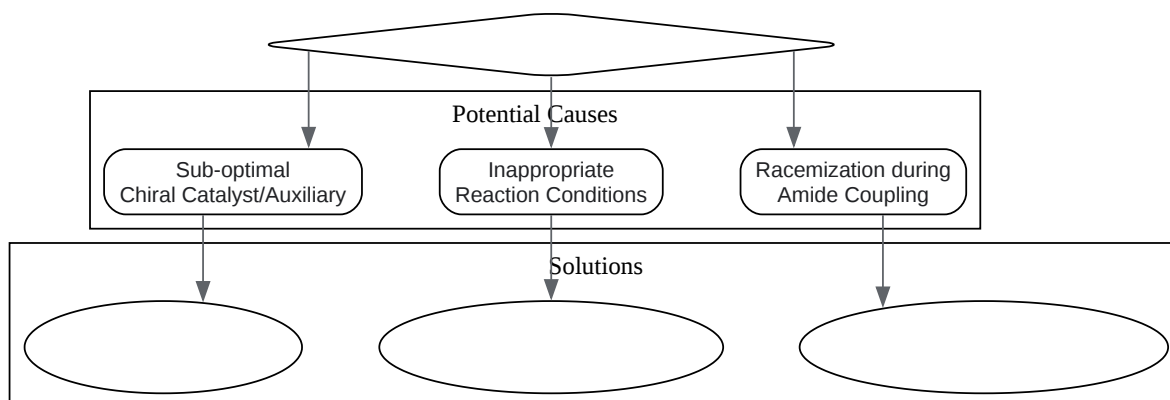 Potential Causes
Sub-optimal
Chiral Catalyst/Auxiliary
Inappropriate
Reaction Conditions
Racemization during
Amide Coupling
Solutions